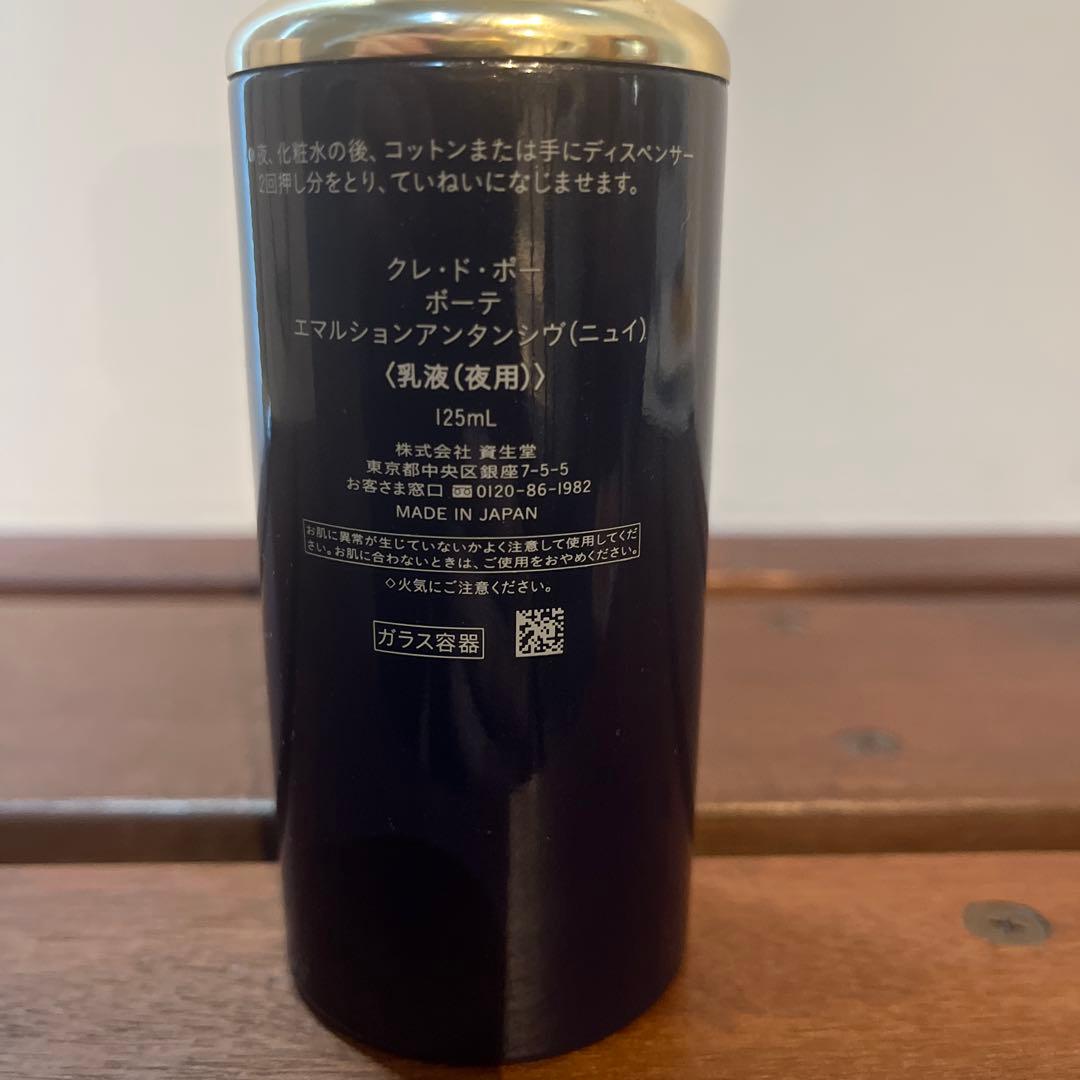 夜、化粧水の後、コットンまたは手にディスペンサー
2回押し分をとり、ていねいになじませます。
クレ・ド・ポー
ボーテ
エマルションアンタンシヴ(ニュイ)
〈乳液(夜用)〉
125mL
株式会社 資生堂
東京都中央区銀座7-5-5
お客さま窓口 0120-86-1982
MADE IN JAPAN
お肌に異常が生じていないかよく注意して使用してくだ
さい。お肌に合わないときは、ご使用をおやめください。
◇火気にご注意ください。
ガラス容器